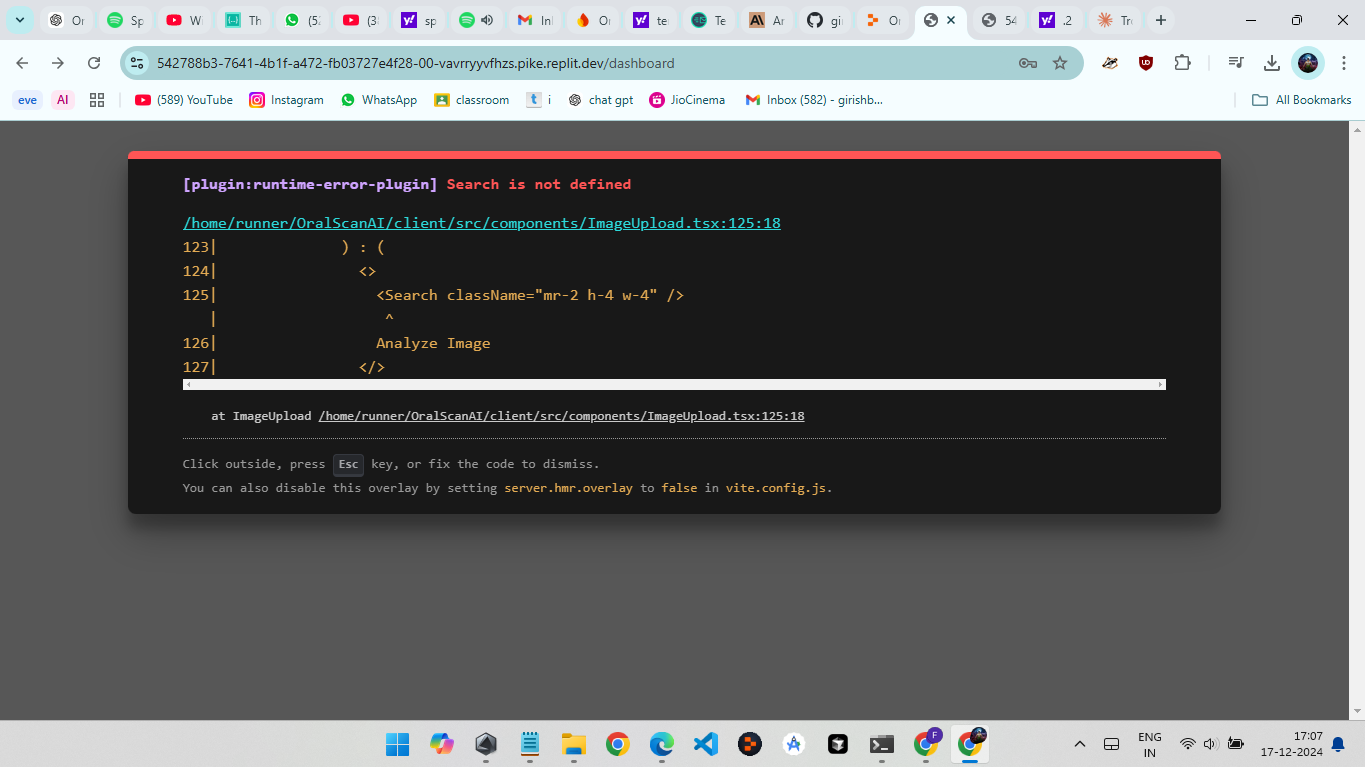 Or
Sp
Wi
Th
(5
(3
sp
In
Or
te
Te
Ar
gi
Or
54
.2
Tr
542788b3-7641-4b1f-a472-fb03727e4f28-00-vavrryyvfhzs.pike.replit.dev/dashboard
eve
AI
(589) YouTube
Instagram
WhatsApp
classroom
i
chat gpt
JioCinema
Inbox (582) - girishb...
All Bookmarks
[plugin:runtime-error-plugin] Search is not defined
/home/runner/OralScanAI/client/src/components/ImageUpload.tsx:125:18
123| ) : (
124| <>
125| <Search className="mr-2 h-4 w-4" />
| ^
126| Analyze Image
127| </>
at ImageUpload /home/runner/OralScanAI/client/src/components/ImageUpload.tsx:125:18
Click outside, press Esc key, or fix the code to dismiss.
You can also disable this overlay by setting server.hmr.overlay to false in vite.config.js.
F
ENG
IN
17:07
17-12-2024